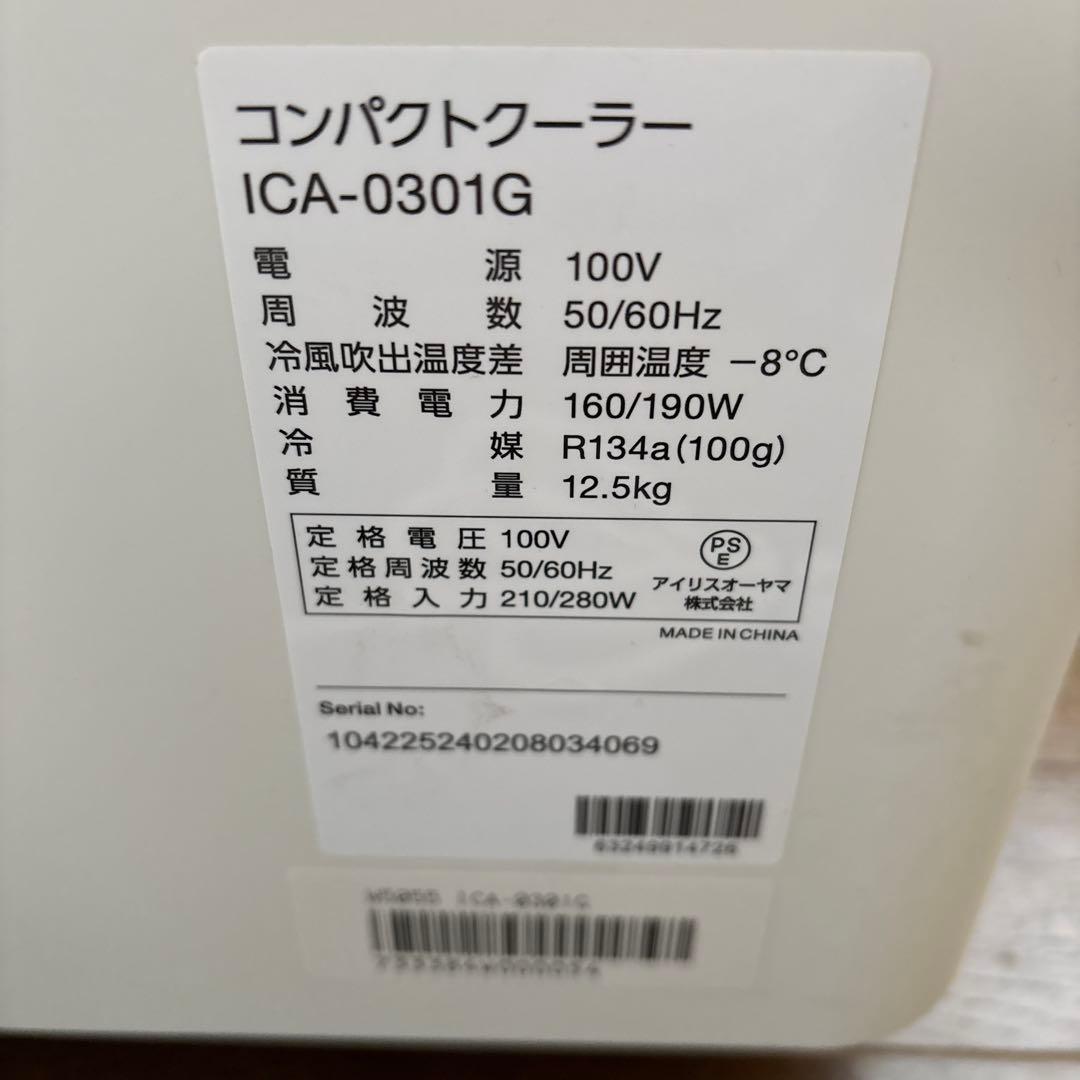 コンパクトクーラー
ICA-0301G
電源 100V
周波数 50/60Hz
冷風吹出温度差 周囲温度 −8℃
消費電力 160/190W
冷媒 R134a(100g)
質量 12.5kg
定格電圧 100V
定格周波数 50/60Hz
定格入力 210/280W
PSE
アイリスオーヤマ
株式会社
MADE IN CHINA
Serial No:
104225240208034069
63249914726
ICA-0301G